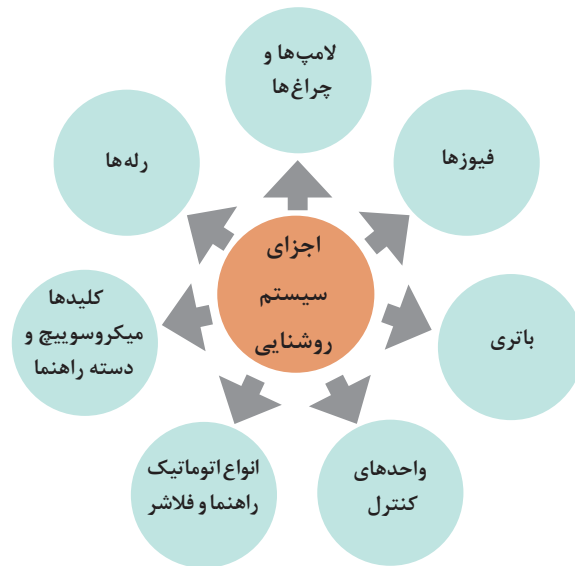 لامپ‌ها و
چراغ‌ها
فیوزها
رله‌ها
اجزای
سیستم
روشنایی
باتری
کلیدها
میکروسوییچ و
دسته راهنما
واحدهای
کنترل
انواع اتوماتیک
راهنما و فلاشر